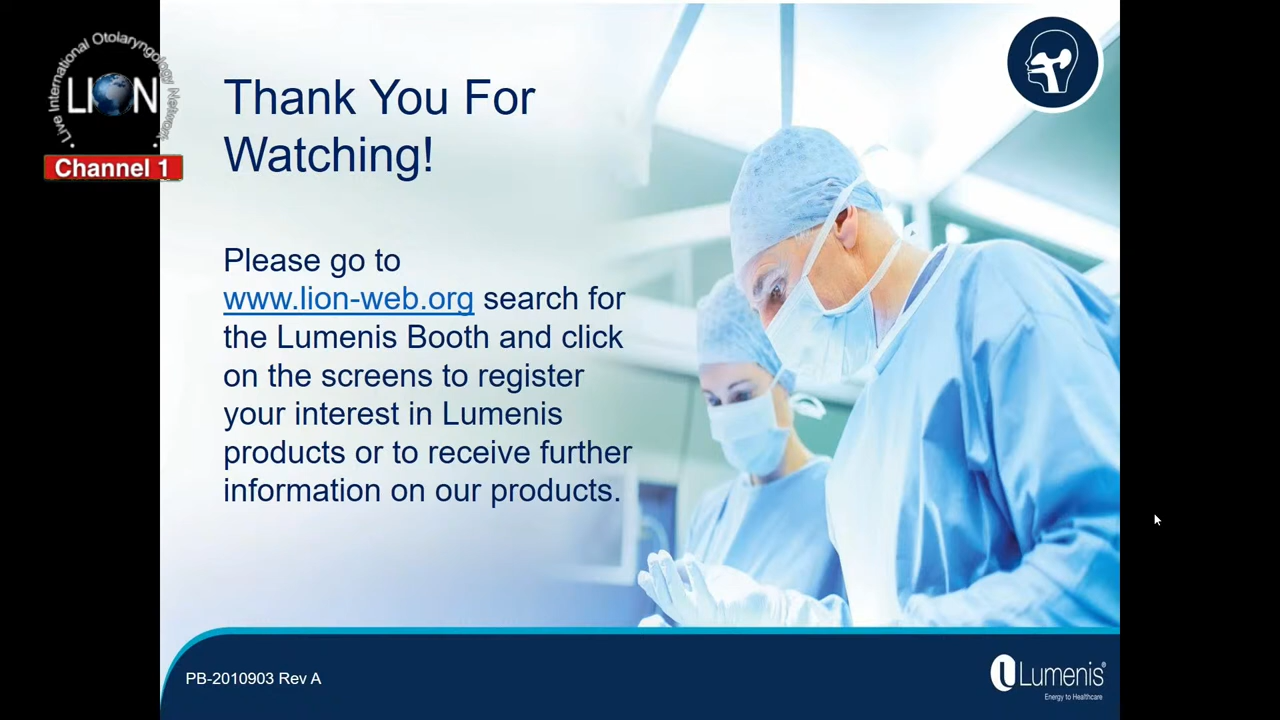 Live International Otolaryngology Network
LION
Channel 1
Thank You For
Watching!
Please go to
www.lion-web.org search for
the Lumenis Booth and click
on the screens to register
your interest in Lumenis
products or to receive further
information on our products.
PB-2010903 Rev A
Lumenis®
Energy to Healthcare